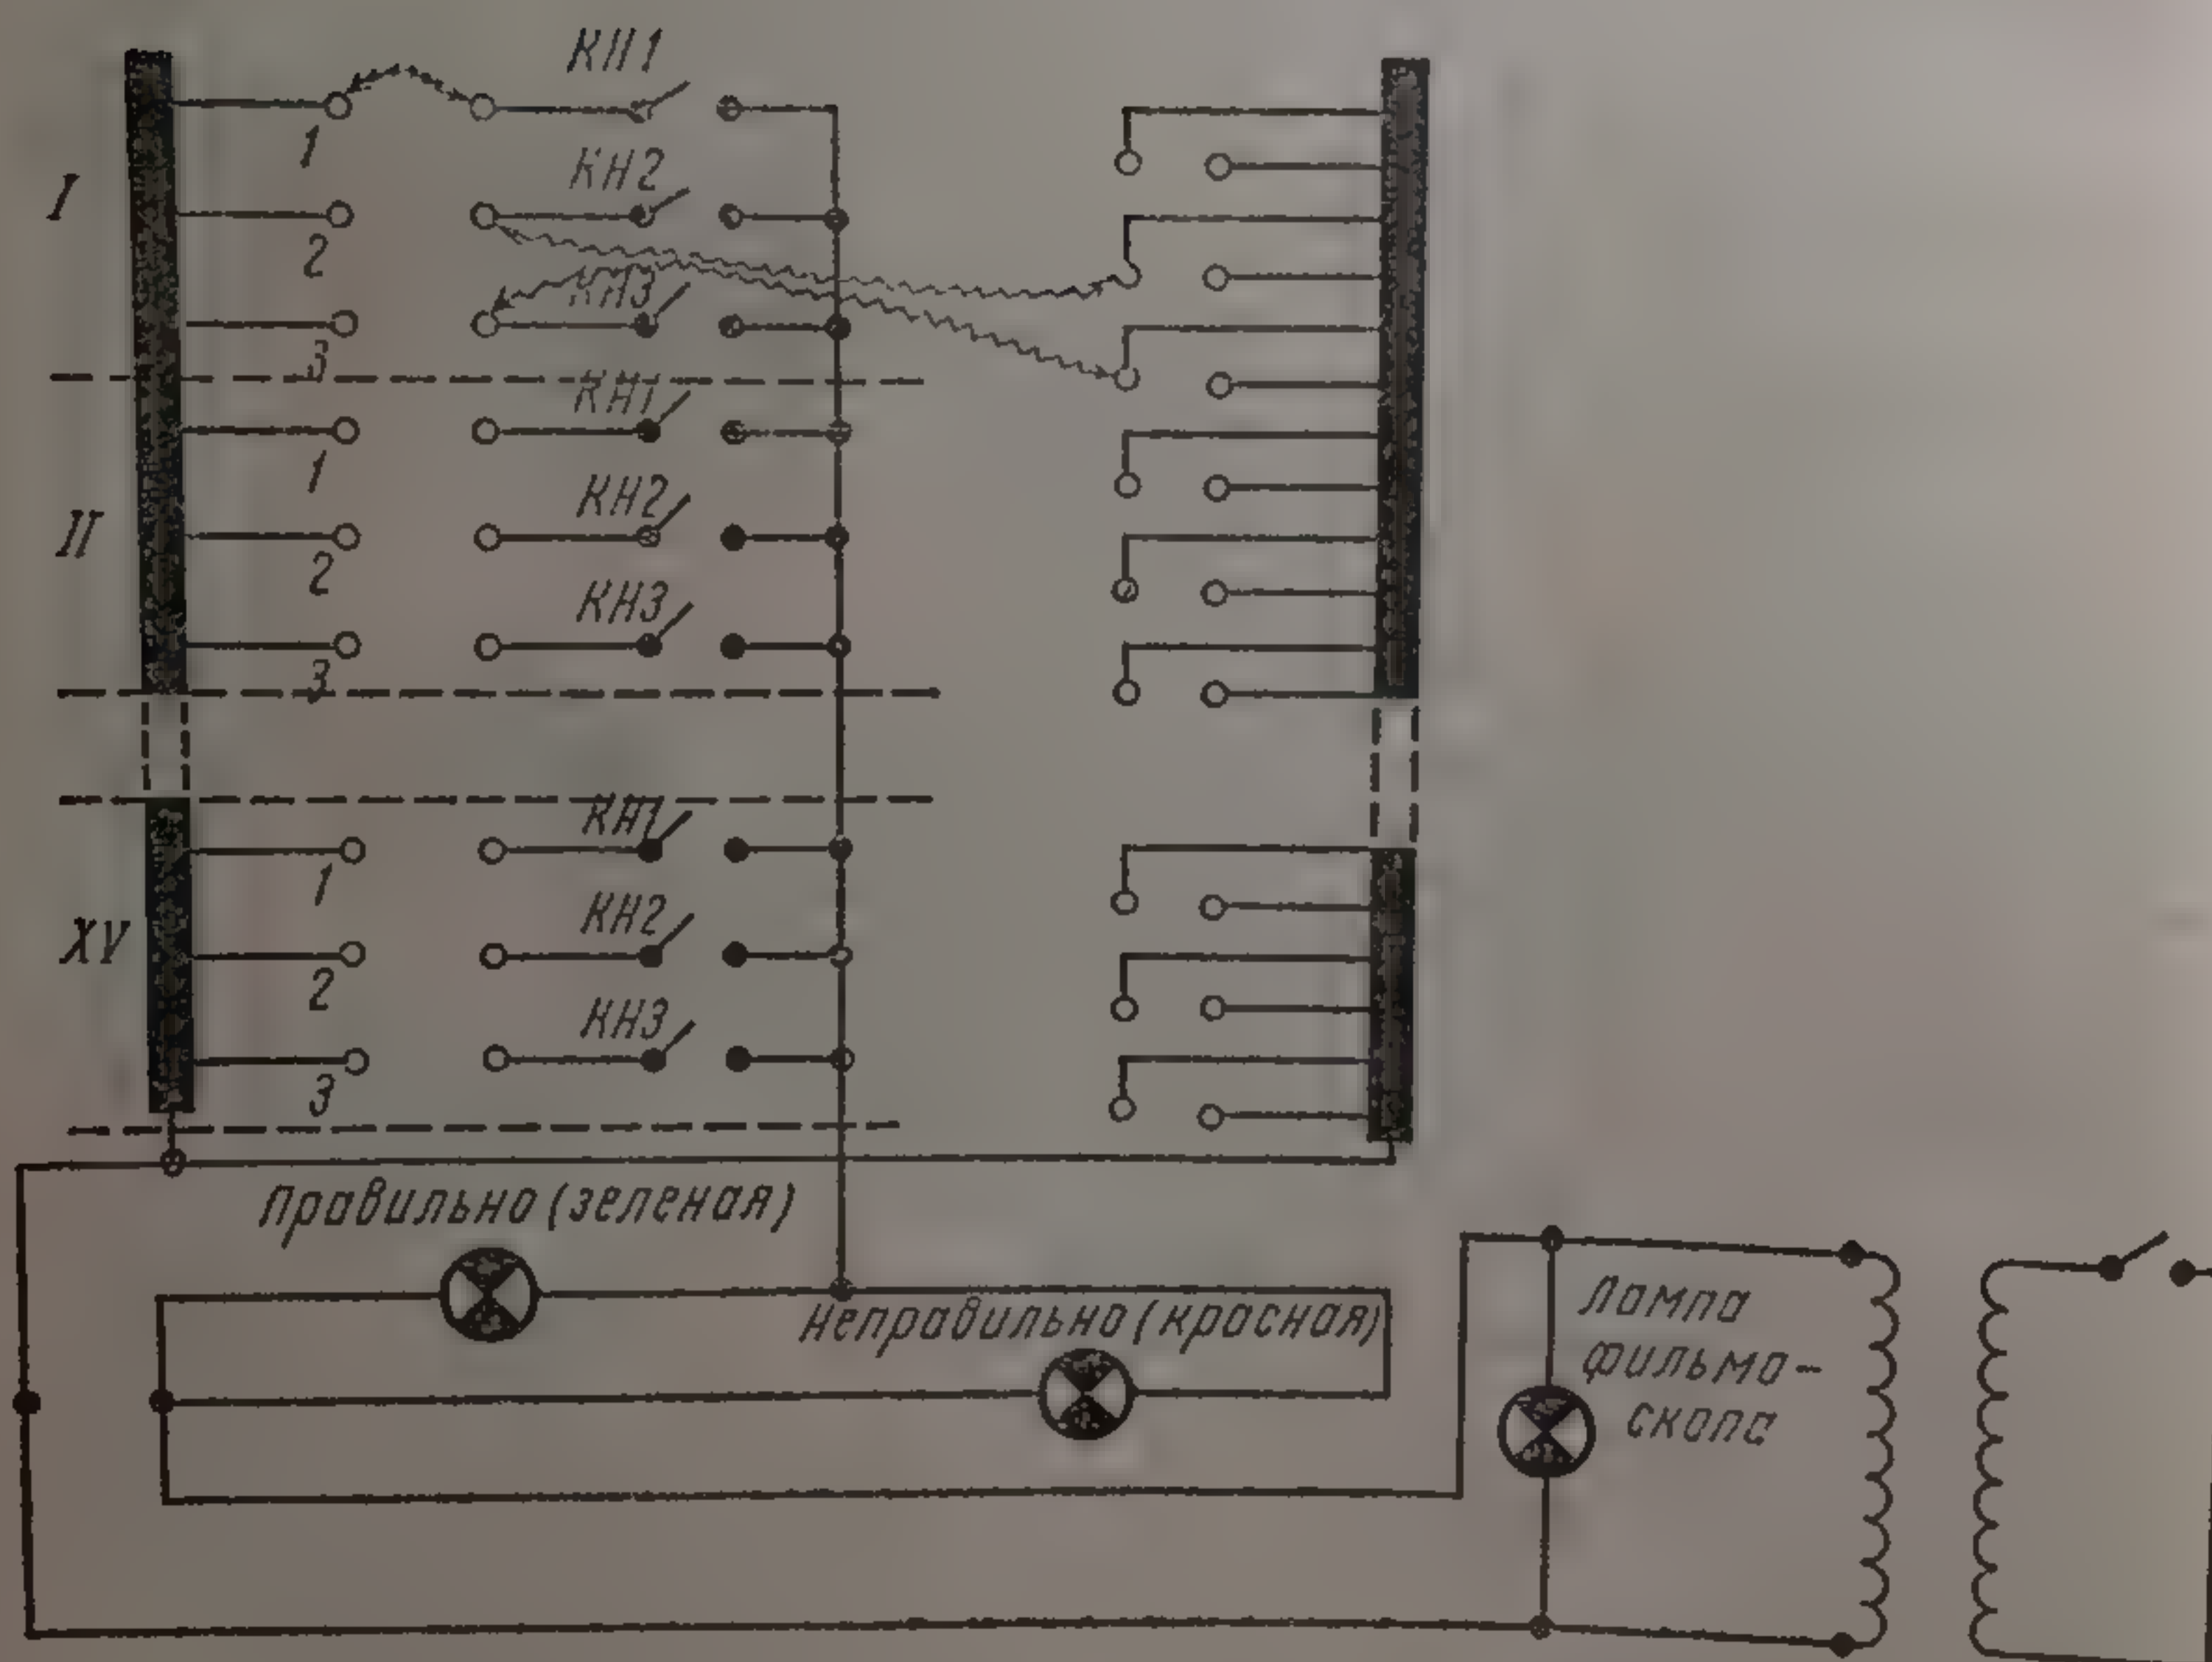 КН1
1
I
КН2
2
КН3
3
КН1
1
II
КН2
2
КН3
3
КН1
1
XV
КН2
2
КН3
3
Правильно (зеленая)
Неправильно (красная)
Лампа
фильмо-
скопа